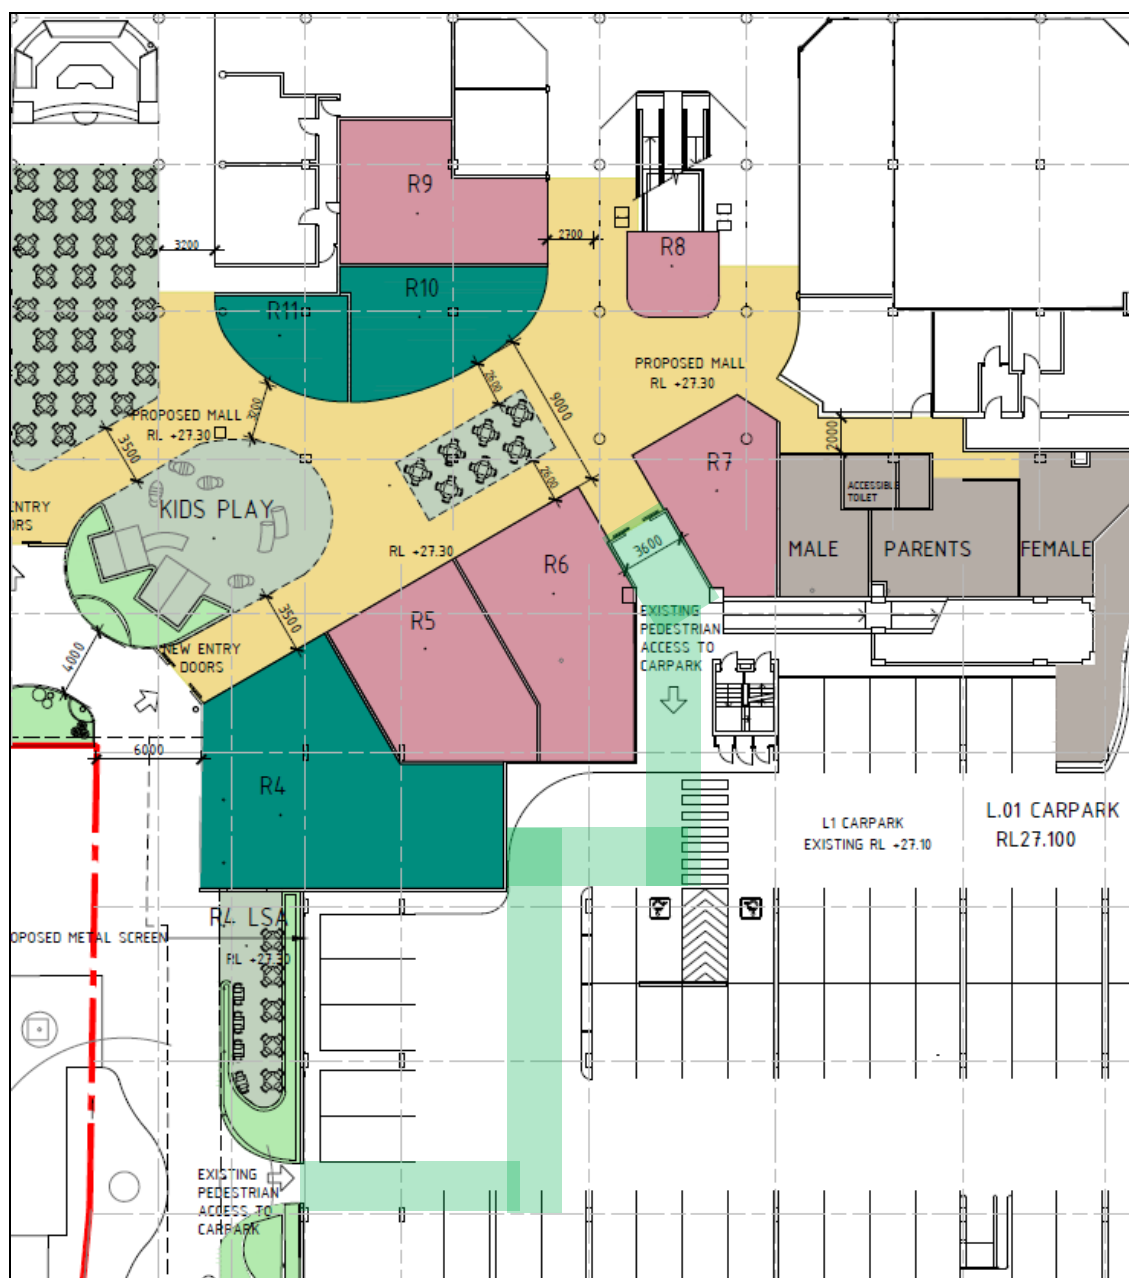 R9
R8
3200
2700
R11
R10
PROPOSED MALL
RL +27.30
2600
9000
3200
PROPOSED MALL
RL +27.30
2000
3500
R7
2600
ACCESSIBLE
TOILET
KIDS PLAY
ENTRY
ORS
RL +27.30
R6
3600
MALE
PARENTS
FEMALE
3500
R5
EXISTING
PEDESTRIAN
ACCESS TO
CARPARK
NEW ENTRY
DOORS
4000
6000
R4
L1 CARPARK
EXISTING RL +27.10
L.01 CARPARK
RL27.100
R4 LSA
OPOSED METAL SCREEN
RL +27.30
EXISTING
PEDESTRIAN
ACCESS TO
CARPARK